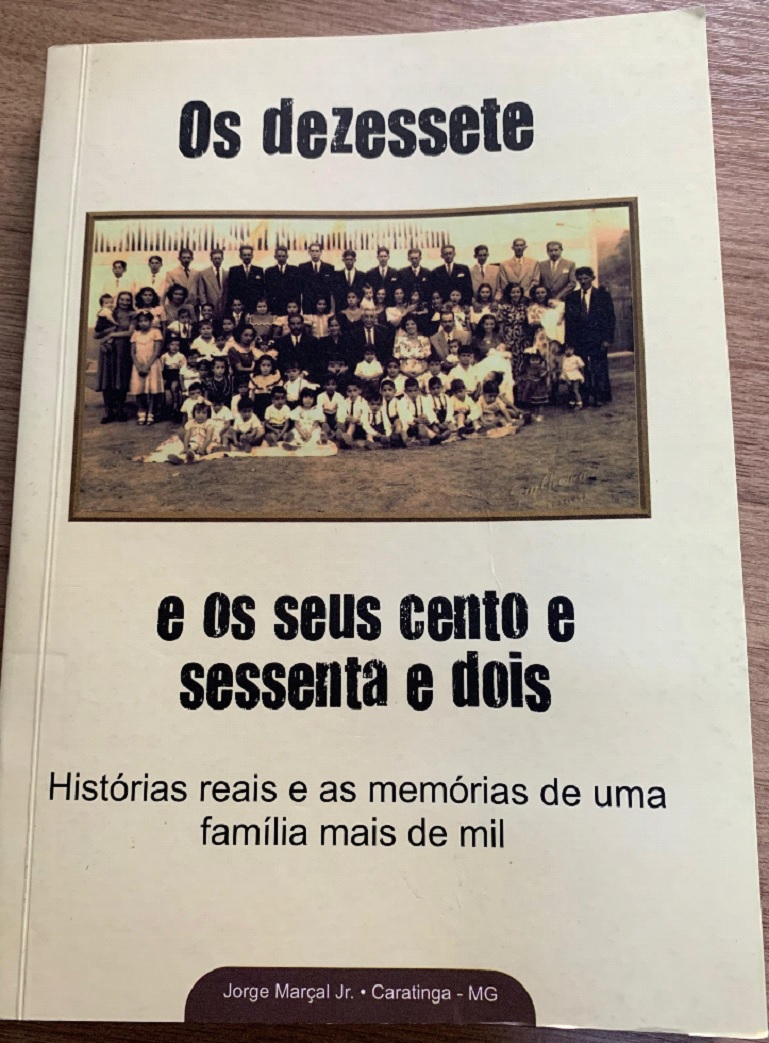 Os dezessete
e os seus cento e
sessenta e dois
Histórias reais e as memórias de uma
família mais de mil
Jorge Marçal Jr. • Caratinga - MG